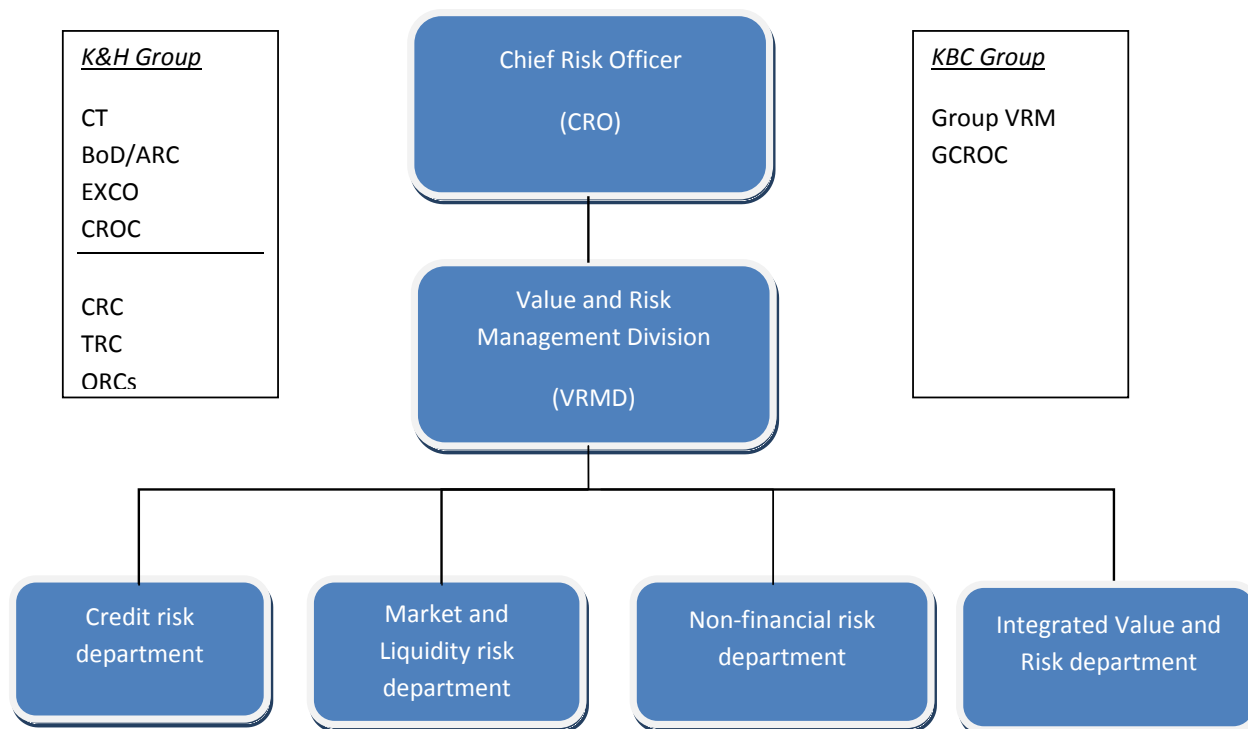 K&H Group
CT
BoD/ARC
EXCO
CROC
CRC
TRC
ORCs
Chief Risk Officer
(CRO)
KBC Group
Group VRM
GCROC
Value and Risk
Management Division
(VRMD)
Credit risk
department
Market and
Liquidity risk
department
Non-financial risk
department
Integrated Value and
Risk department